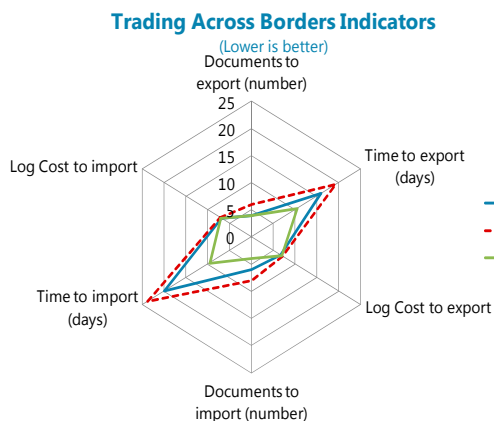 Trading Across Borders Indicators
(Lower is better)
Documents to
export (number)
25
20
15
10
5
0
Time to export
(days)
Log Cost to export
Documents to
import (number)
Time to import
(days)
Log Cost to import